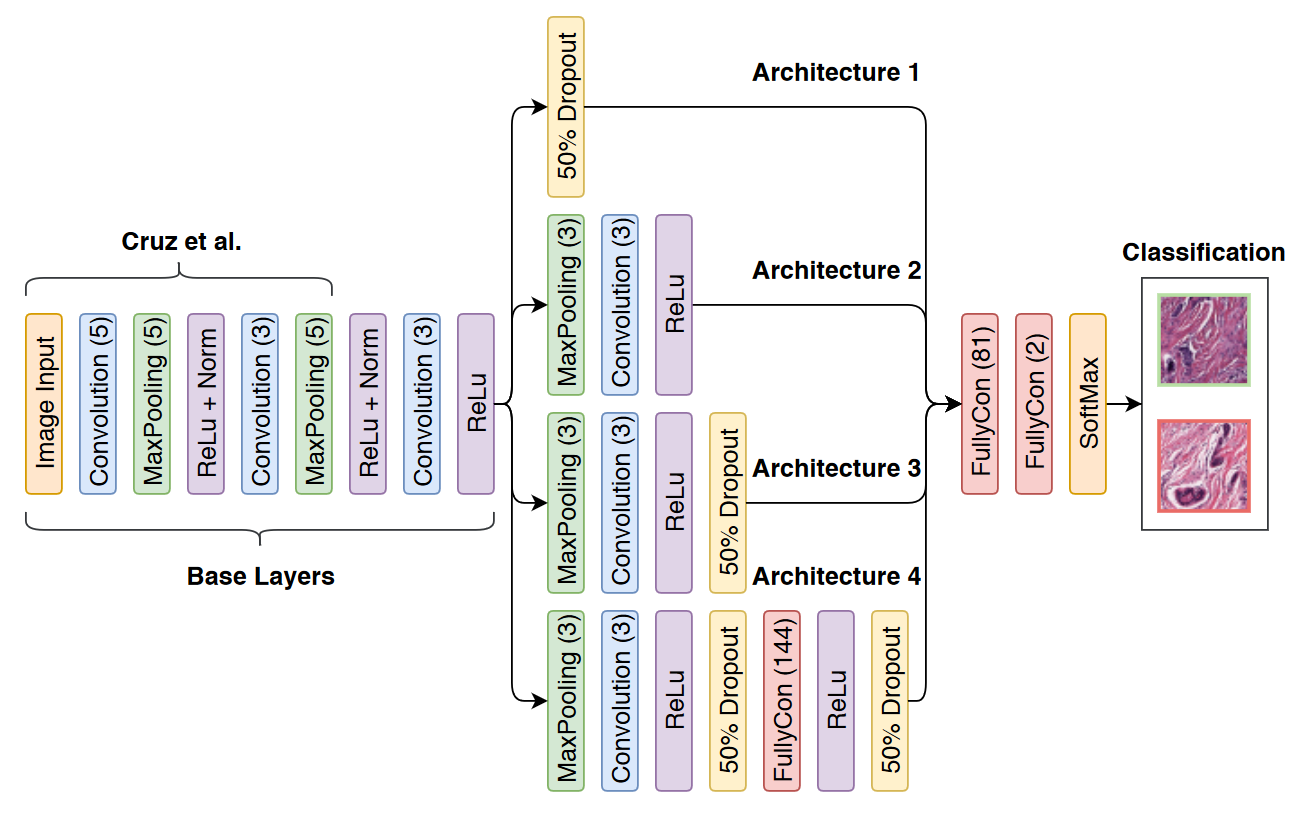 Cruz et al.
Image Input
Convolution (5)
MaxPooling (5)
ReLu + Norm
Convolution (3)
MaxPooling (5)
ReLu + Norm
Convolution (3)
ReLu
Base Layers
50% Dropout
Architecture 1
MaxPooling (3)
Convolution (3)
ReLu
Architecture 2
MaxPooling (3)
Convolution (3)
ReLu
50% Dropout
Architecture 3
MaxPooling (3)
Convolution (3)
ReLu
50% Dropout
FullyCon (144)
ReLu
50% Dropout
Architecture 4
FullyCon (81)
FullyCon (2)
SoftMax
Classification